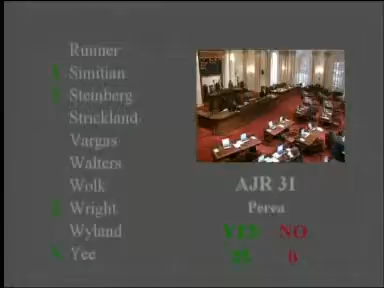 Runner
Simitian
Steinberg
Strickland
Vargas
Walters
Wolk
Wright
Wyland
Yee
AJR 31
Perea
YES NO
0